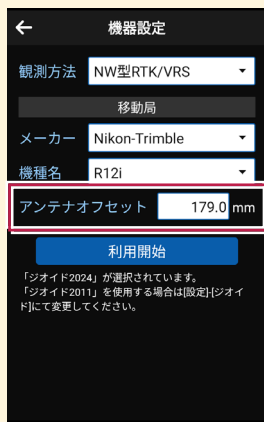 ← 機器設定
観測方法 NW型RTK/VRS
移動局
メーカー Nikon-Trimble
機種名 R12i
アンテナオフセット 179.0 mm
利用開始
「ジオイド2024」が選択されています。
「ジオイド2011」を使用する場合は[設定]-[ジオイ
ド]にて変更してください。